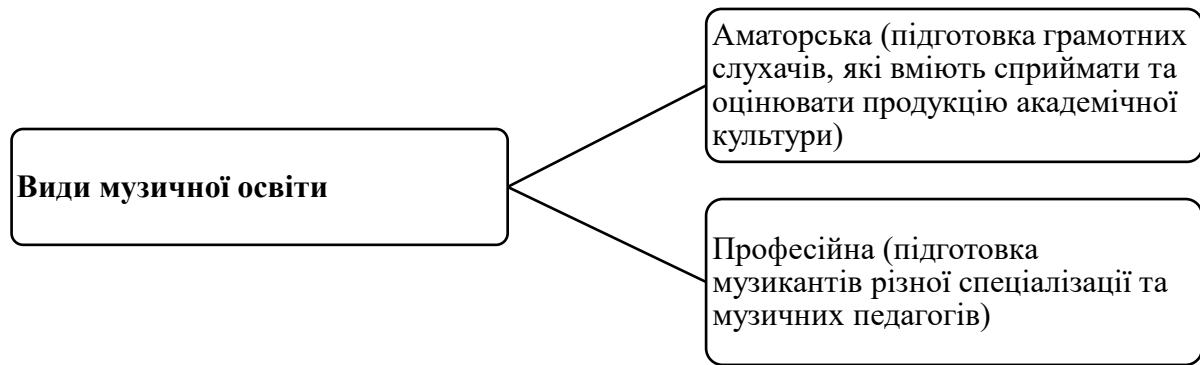 Види музичної освіти
Аматорська (підготовка грамотних
слухачів, які вміють сприймати та
оцінювати продукцію академічної
культури)
Професійна (підготовка
музикантів різної спеціалізації та
музичних педагогів)